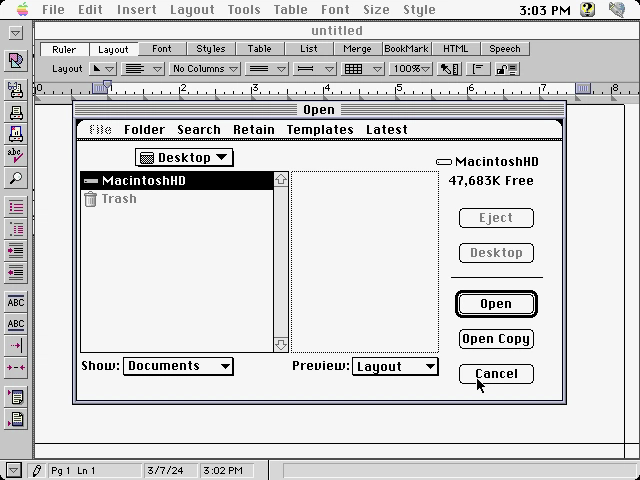 File Edit Insert Layout Tools Table Font Size Style 3:03 PM
untitled
Ruler Layout Font Styles Table List Merge BookMark HTML Speech
Layout No Columns 100%
0 1 2 3 4 5 6 7 8
Open
File Folder Search Retain Templates Latest
Desktop
MacintoshHD
MacintoshHD
47,683K Free
Trash
Eject
Desktop
Open
Open Copy
Show: Documents
Preview: Layout
Cancel
ABC
ABC
Pg 1 Ln 1 3/7/24 3:02 PM